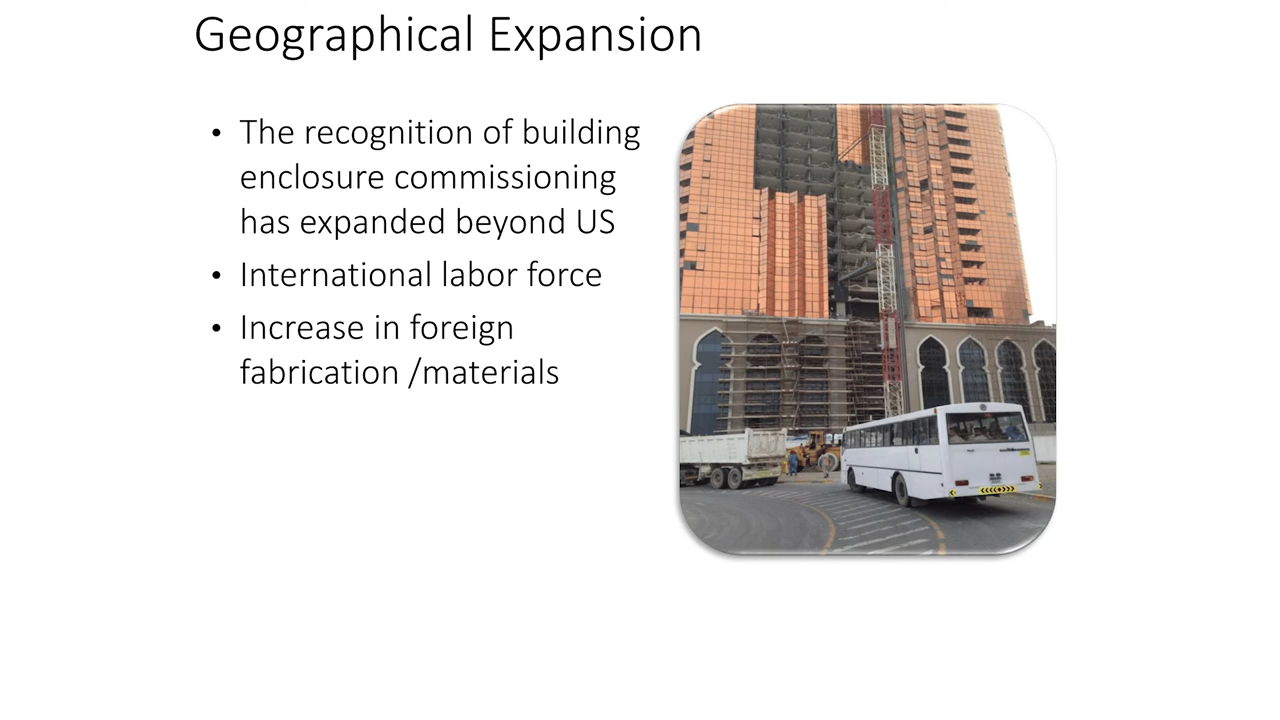 Geographical Expansion
• The recognition of building
enclosure commissioning
has expanded beyond US
• International labor force
• Increase in foreign
fabrication /materials